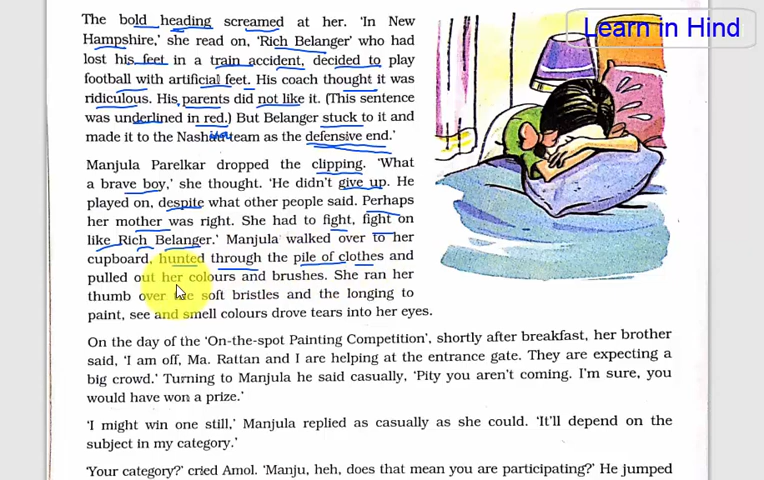 The bold heading screamed at her. 'In New
Learn in Hind
Hampshire,' she read on, 'Rich Belanger' who had
lost his feet in a train accident, decided to play
football with artificial feet. His coach thought it was
ridiculous. His parents did not like it. (This sentence
was underlined in red.) But Belanger stuck to it and
made it to the Nashua team as the defensive end.'
Manjula Parelkar dropped the clipping. 'What
a brave boy,' she thought. 'He didn't give up. He
played on, despite what other people said. Perhaps
her mother was right. She had to fight, fight on
like Rich Belanger.' Manjula walked over to her
cupboard, hunted through the pile of clothes and
pulled out her colours and brushes. She ran her
thumb over the soft bristles and the longing to
paint, see and smell colours drove tears into her eyes.
On the day of the 'On-the-spot Painting Competition', shortly after breakfast, her brother
said, 'I am off, Ma. Rattan and I are helping at the entrance gate. They are expecting a
big crowd.' Turning to Manjula he said casually, 'Pity you aren't coming. I'm sure, you
would have won a prize.'
'I might win one still,' Manjula replied as casually as she could. 'It'll depend on the
subject in my category.'
'Your category?' cried Amol. 'Manju, heh, does that mean you are participating?' He jumped